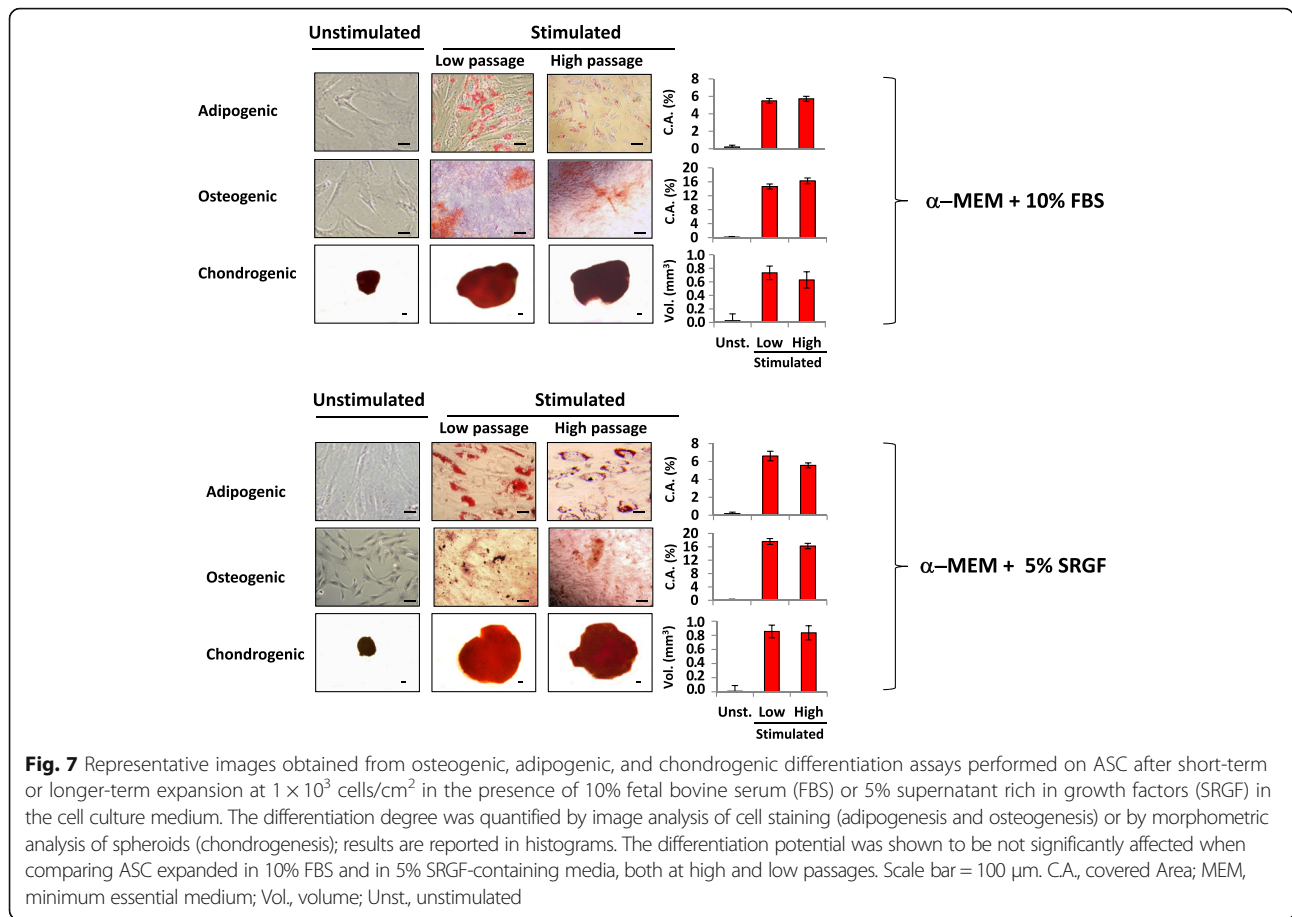 Unstimulated Stimulated
Low passage High passage
Adipogenic
C.A. (%)
8
6
4
2
0
Osteogenic
C.A. (%)
20
16
12
8
4
0
α−MEM + 10% FBS
Chondrogenic
Vol. (mm³)
1.0
0.8
0.6
0.4
0.2
0.0
Unst. Low High
Stimulated
Unstimulated Stimulated
Low passage High passage
Adipogenic
C.A. (%)
8
6
4
2
0
Osteogenic
C.A. (%)
20
16
12
8
4
0
α−MEM + 5% SRGF
Chondrogenic
Vol. (mm³)
1.0
0.8
0.6
0.4
0.2
0.0
Unst. Low High
Stimulated
Fig. 7 Representative images obtained from osteogenic, adipogenic, and chondrogenic differentiation assays performed on ASC after short-term
or longer-term expansion at 1 × 10³ cells/cm² in the presence of 10% fetal bovine serum (FBS) or 5% supernatant rich in growth factors (SRGF) in
the cell culture medium. The differentiation degree was quantified by image analysis of cell staining (adipogenesis and osteogenesis) or by morphometric
analysis of spheroids (chondrogenesis); results are reported in histograms. The differentiation potential was shown to be not significantly affected when
comparing ASC expanded in 10% FBS and in 5% SRGF-containing media, both at high and low passages. Scale bar = 100 μm. C.A., covered Area; MEM,
minimum essential medium; Vol., volume; Unst., unstimulated